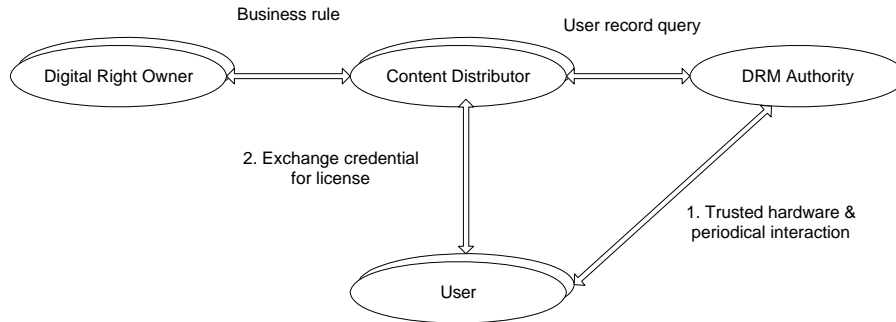 Business rule
User record query
Digital Right Owner
Content Distributor
DRM Authority
2. Exchange credential
for license
1. Trusted hardware &
periodical interaction
User